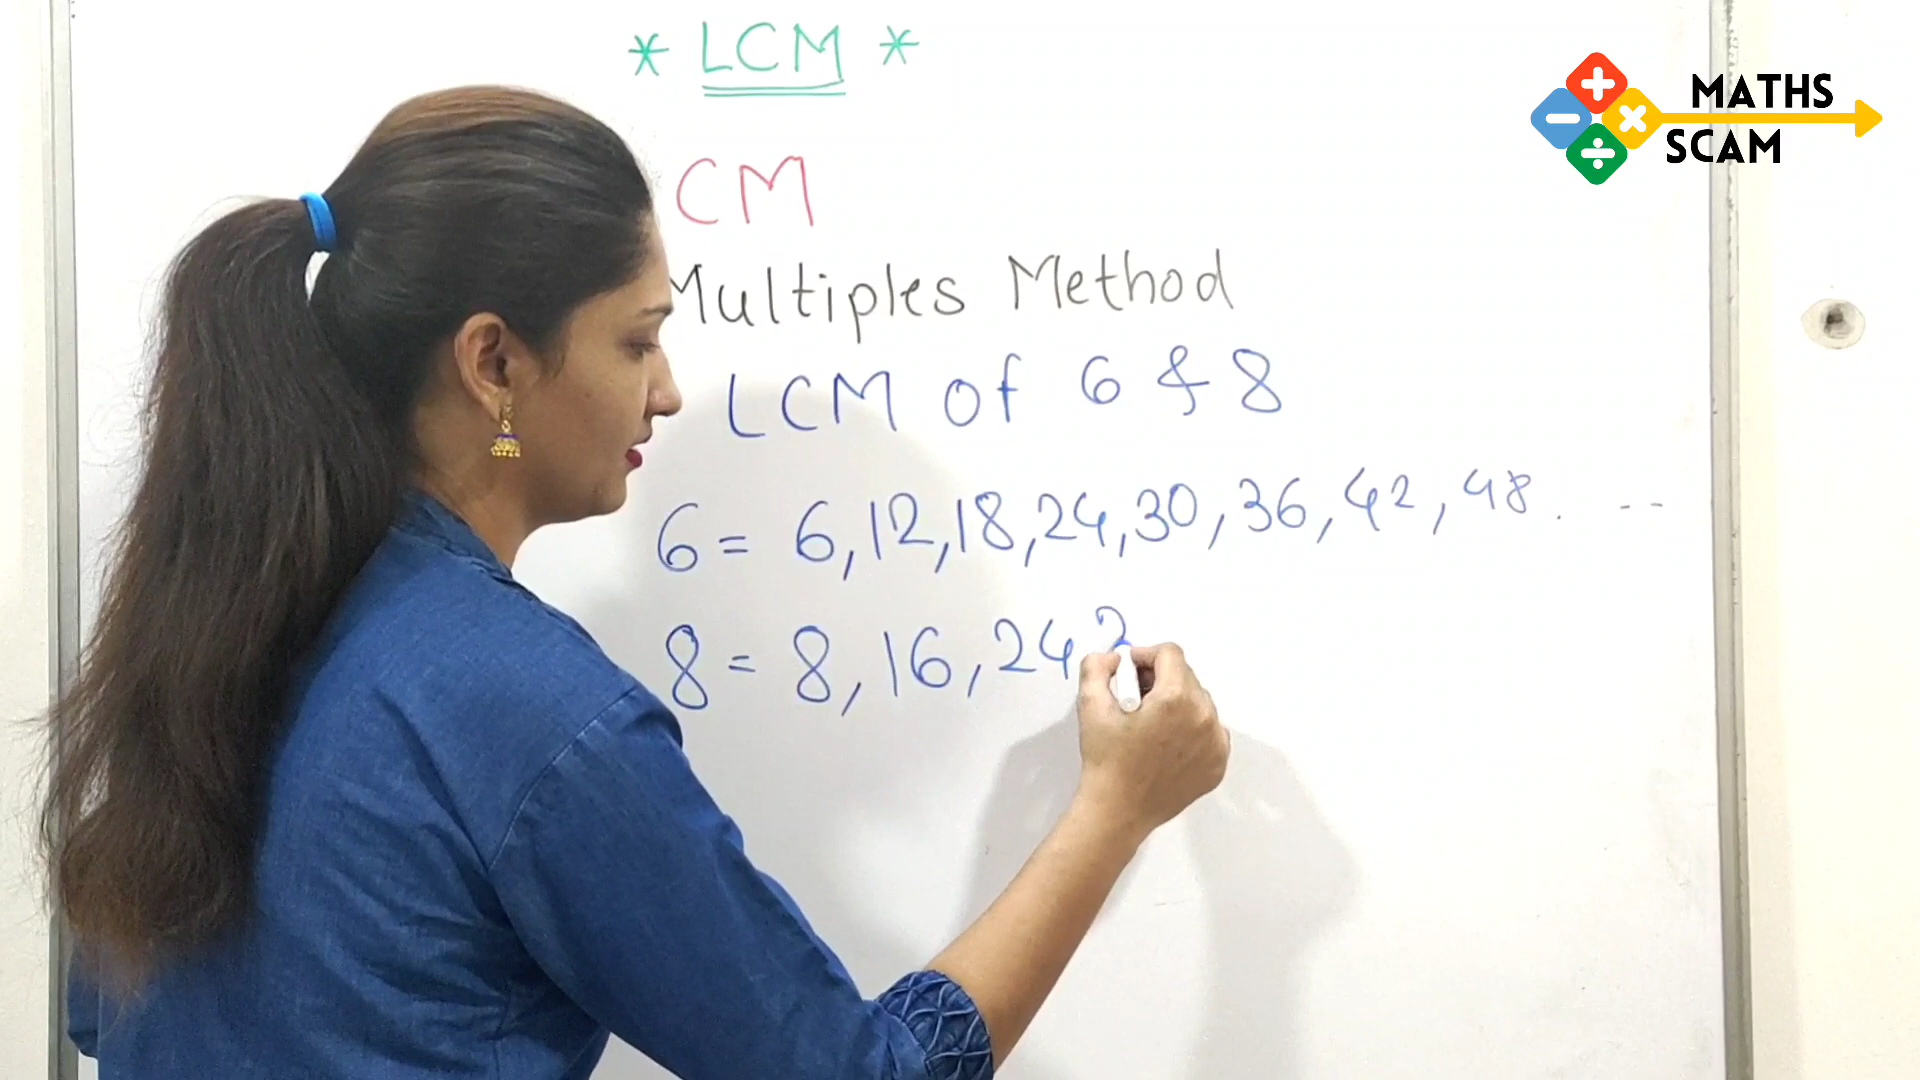 * LCM *
MATHS
SCAM
CM
Multiples Method
LCM of 6 & 8
6 = 6, 12, 18, 24, 30, 36, 42, 48. --
8 = 8, 16, 24